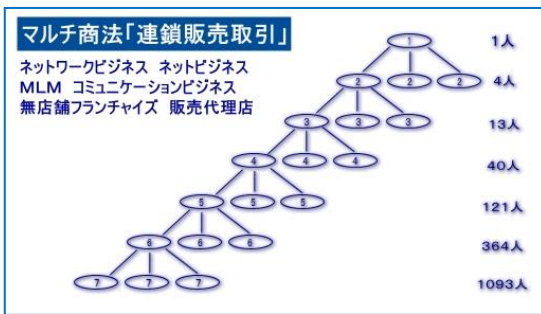 マルチ商法「連鎖販売取引」
ネットワークビジネス ネットビジネス
MLM コミュニケーションビジネス
無店舗フランチャイズ 販売代理店
1 1人
2 2 2 4人
3 3 3 13人
4 4 4 40人
5 5 5 121人
6 6 6 364人
7 7 7 1093人